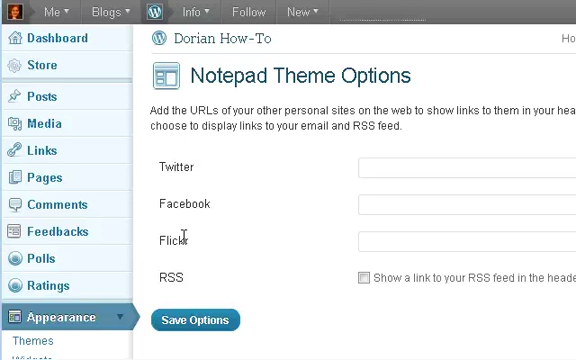 Me Blogs Info Follow New
Dashboard
Store
Posts
Media
Links
Pages
Comments
Feedbacks
Polls
Ratings
Appearance
Themes
Dorian How-To
Notepad Theme Options
Add the URLs of your other personal sites on the web to show links to them in your
choose to display links to your email and RSS feed.
Twitter
Facebook
Flickr
RSS
Show a link to your RSS feed in the
Save Options